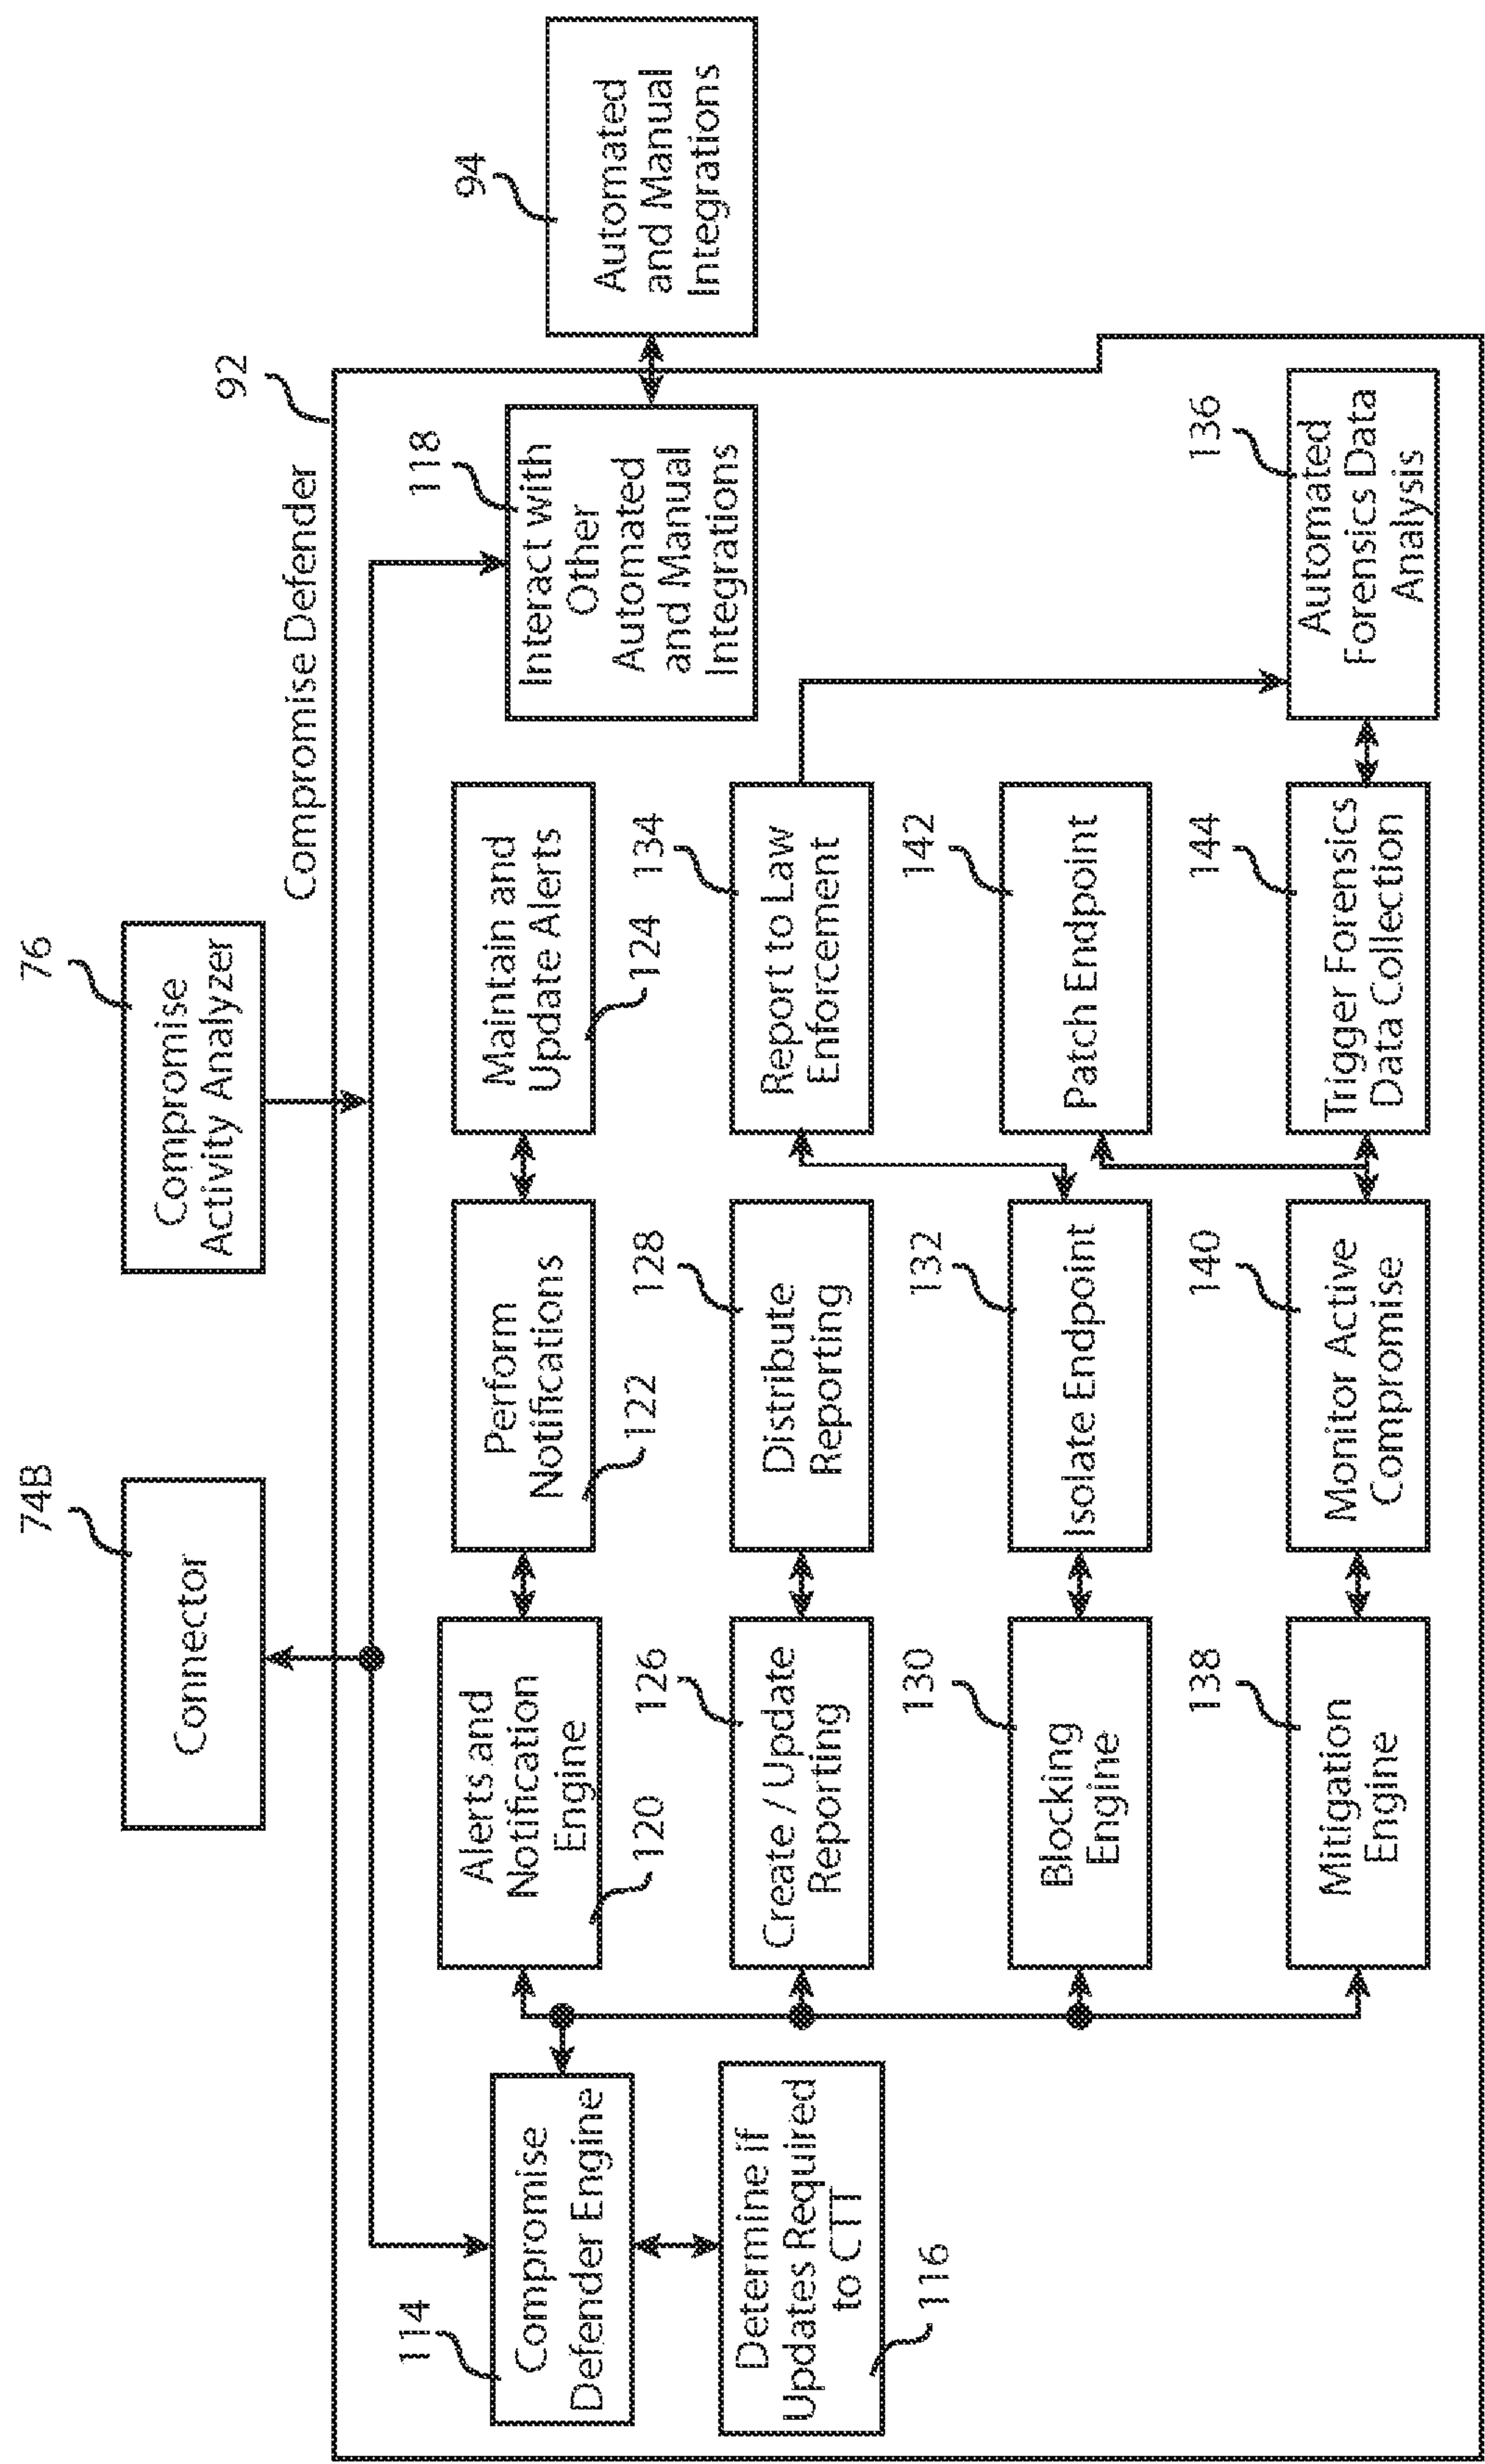 74B
Connector
76
Compromise
Activity Analyzer
92
Compromise Defender
94
Automated
and Manual
Integrations
114
Compromise
Defender Engine
Determine if
Updates Required
to CTT
116
118
Interact with
Other
Automated
and Manual
Integrations
Alerts and
Notification
Engine
120
Perform
Notifications
122
Maintain and
Update Alerts
124
126
Create / Update
Reporting
128
Distribute
Reporting
134
Report to Law
Enforcement
130
Blocking
Engine
132
Isolate Endpoint
142
Patch Endpoint
138
Mitigation
Engine
140
Monitor Active
Compromise
144
Trigger Forensics
Data Collection
136
Automated
Forensics Data
Analysis